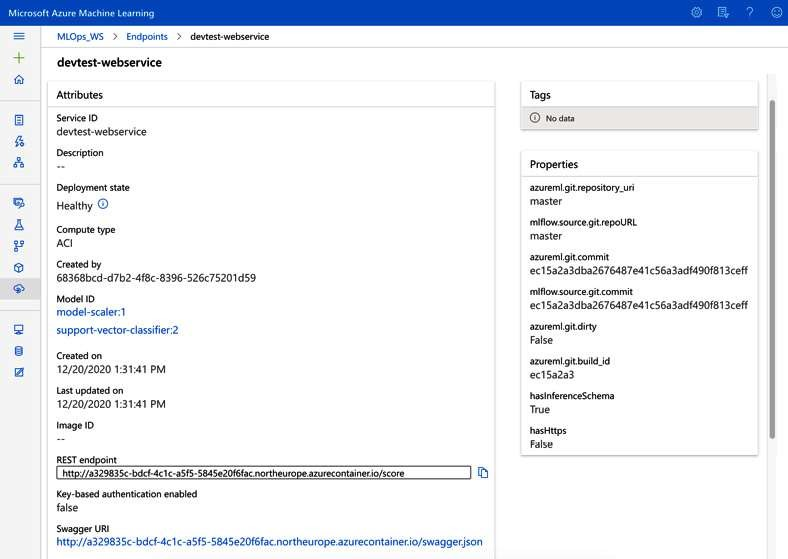 Microsoft Azure Machine Learning
MLOps_WS > Endpoints > devtest-webservice
devtest-webservice
Attributes
Service ID
devtest-webservice
Description
--
Deployment state
Healthy
Compute type
ACI
Created by
68368bcd-d7b2-4f8c-8396-526c75201d59
Model ID
model-scaler:1
support-vector-classifier:2
Created on
12/20/2020 1:31:41 PM
Last updated on
12/20/2020 1:31:41 PM
Image ID
--
REST endpoint
http://a329835c-bdcf-4c1c-a5f5-5845e20f6fac.northeurope.azurecontainer.io/score
Key-based authentication enabled
false
Swagger URI
http://a329835c-bdcf-4c1c-a5f5-5845e20f6fac.northeurope.azurecontainer.io/swagger.json
Tags
No data
Properties
azureml.git.repository_uri
master
mlflow.source.git.repoURL
master
azureml.git.commit
ec15a2a3dba2676487e41c56a3adf490f813ceff
mlflow.source.git.commit
ec15a2a3dba2676487e41c56a3adf490f813ceff
azureml.git.dirty
False
azureml.git.build_id
ec15a2a3
hasInferenceSchema
True
hasHttps
False